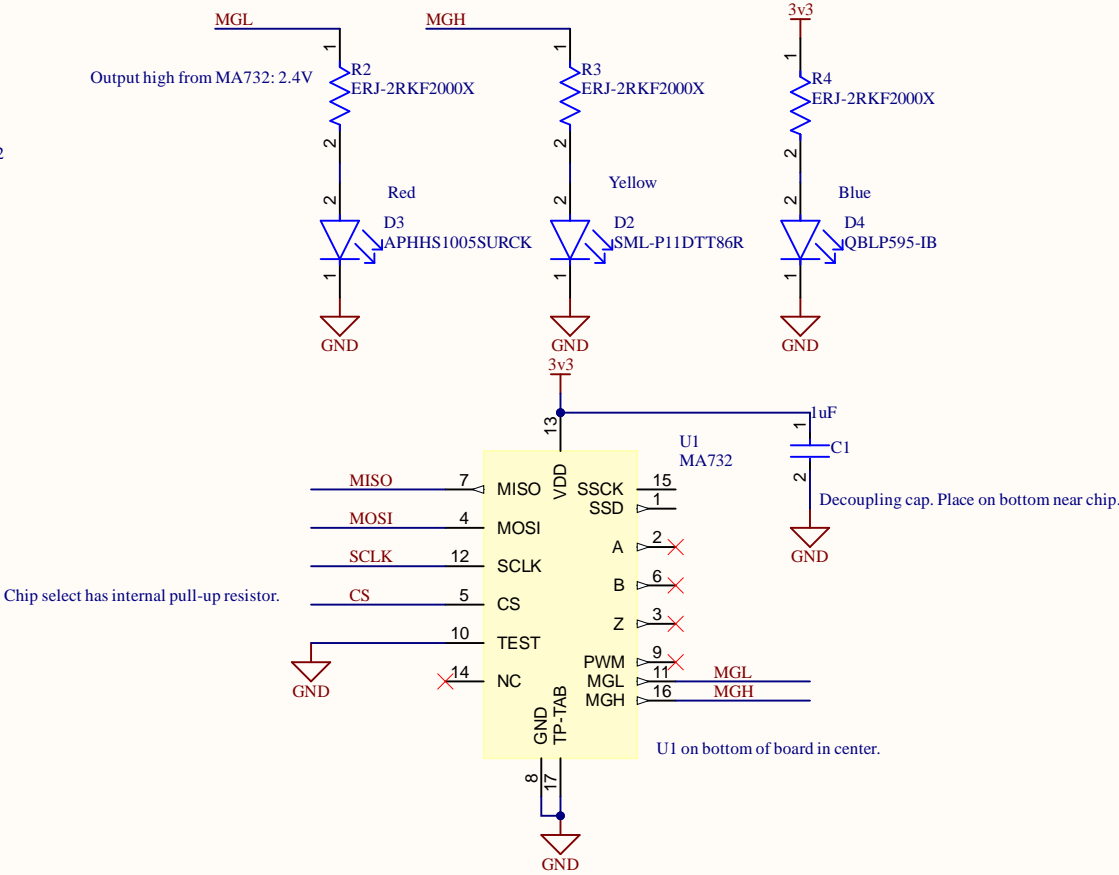 MGL
MGH
3v3
1
1
1
R2
ERJ-2RKF2000X
R3
ERJ-2RKF2000X
R4
ERJ-2RKF2000X
Output high from MA732: 2.4V
2
2
2
2
Red
Yellow
Blue
2
2
2
D3
APHHS1005SURCK
D2
SML-P11DTT86R
D4
QBLP595-IB
1
1
1
GND
GND
GND
3v3
1uF
13
1
C1
2
U1
MA732
Decoupling cap. Place on bottom near chip.
GND
VDD
MISO
7
MISO
SSCK
15
SSD
1
MOSI
4
MOSI
A
2
SCLK
12
SCLK
B
6
Chip select has internal pull-up resistor.
CS
5
CS
Z
3
10
TEST
PWM
9
GND
14
NC
MGL
11
MGL
MGH
16
MGH
GND
TP-TAB
U1 on bottom of board in center.
8
17
GND